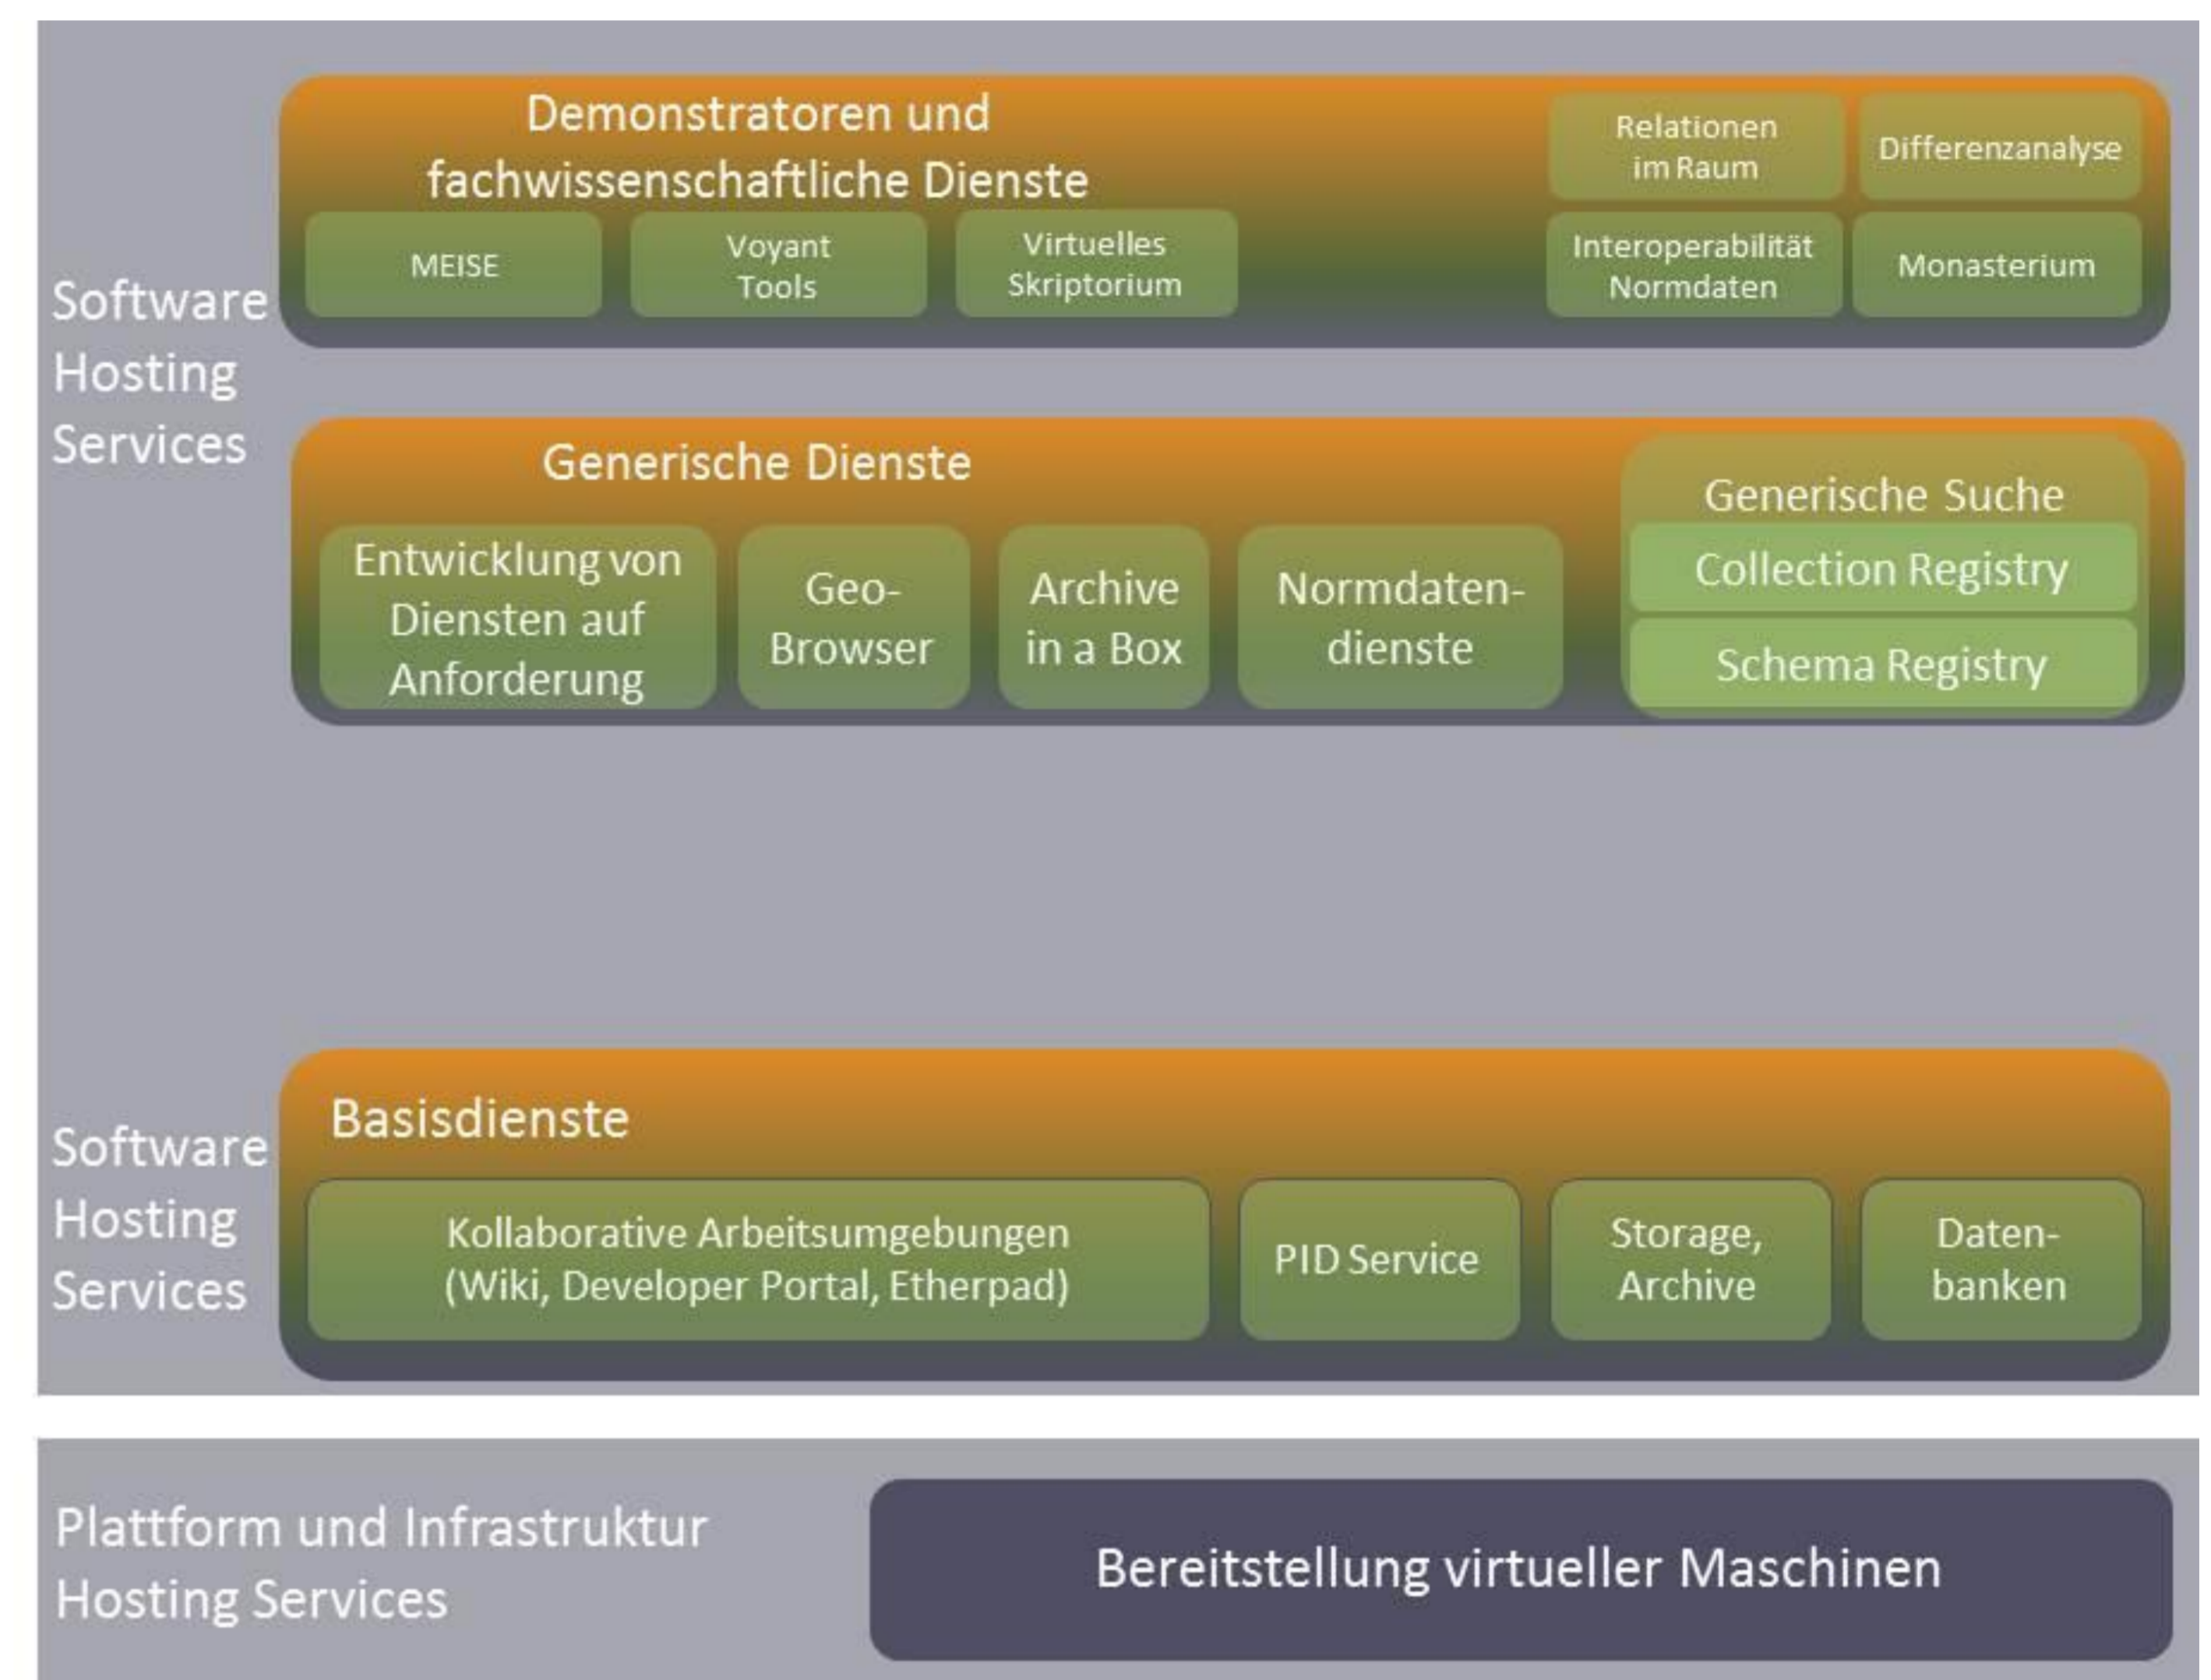 Software
Hosting
Services
Demonstratoren und
fachwissenschaftliche Dienste
MEISE
Voyant
Tools
Virtuelles
Skriptorium
Relationen
im Raum
Differenzanalyse
Interoperabilität
Normdaten
Monasterium
Generische Dienste
Entwicklung von
Diensten auf
Anforderung
Geo-
Browser
Archive
in a Box
Normdaten-
dienste
Generische Suche
Collection Registry
Schema Registry
Software
Hosting
Services
Basisdienste
Kollaborative Arbeitsumgebungen
(Wiki, Developer Portal, Etherpad)
PID Service
Storage,
Archive
Daten-
banken
Plattform und Infrastruktur
Hosting Services
Bereitstellung virtueller Maschinen